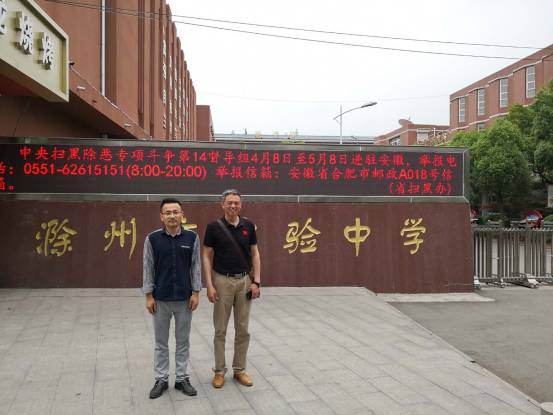 中央扫黑除恶专项斗争第14督导组4月8日至5月8日进驻安徽，举报电
：0551-62615151(8:00-20:00) 举报信箱：安徽省合肥市邮政A018号信
箱。 (省扫黑办)
滁州 验中学